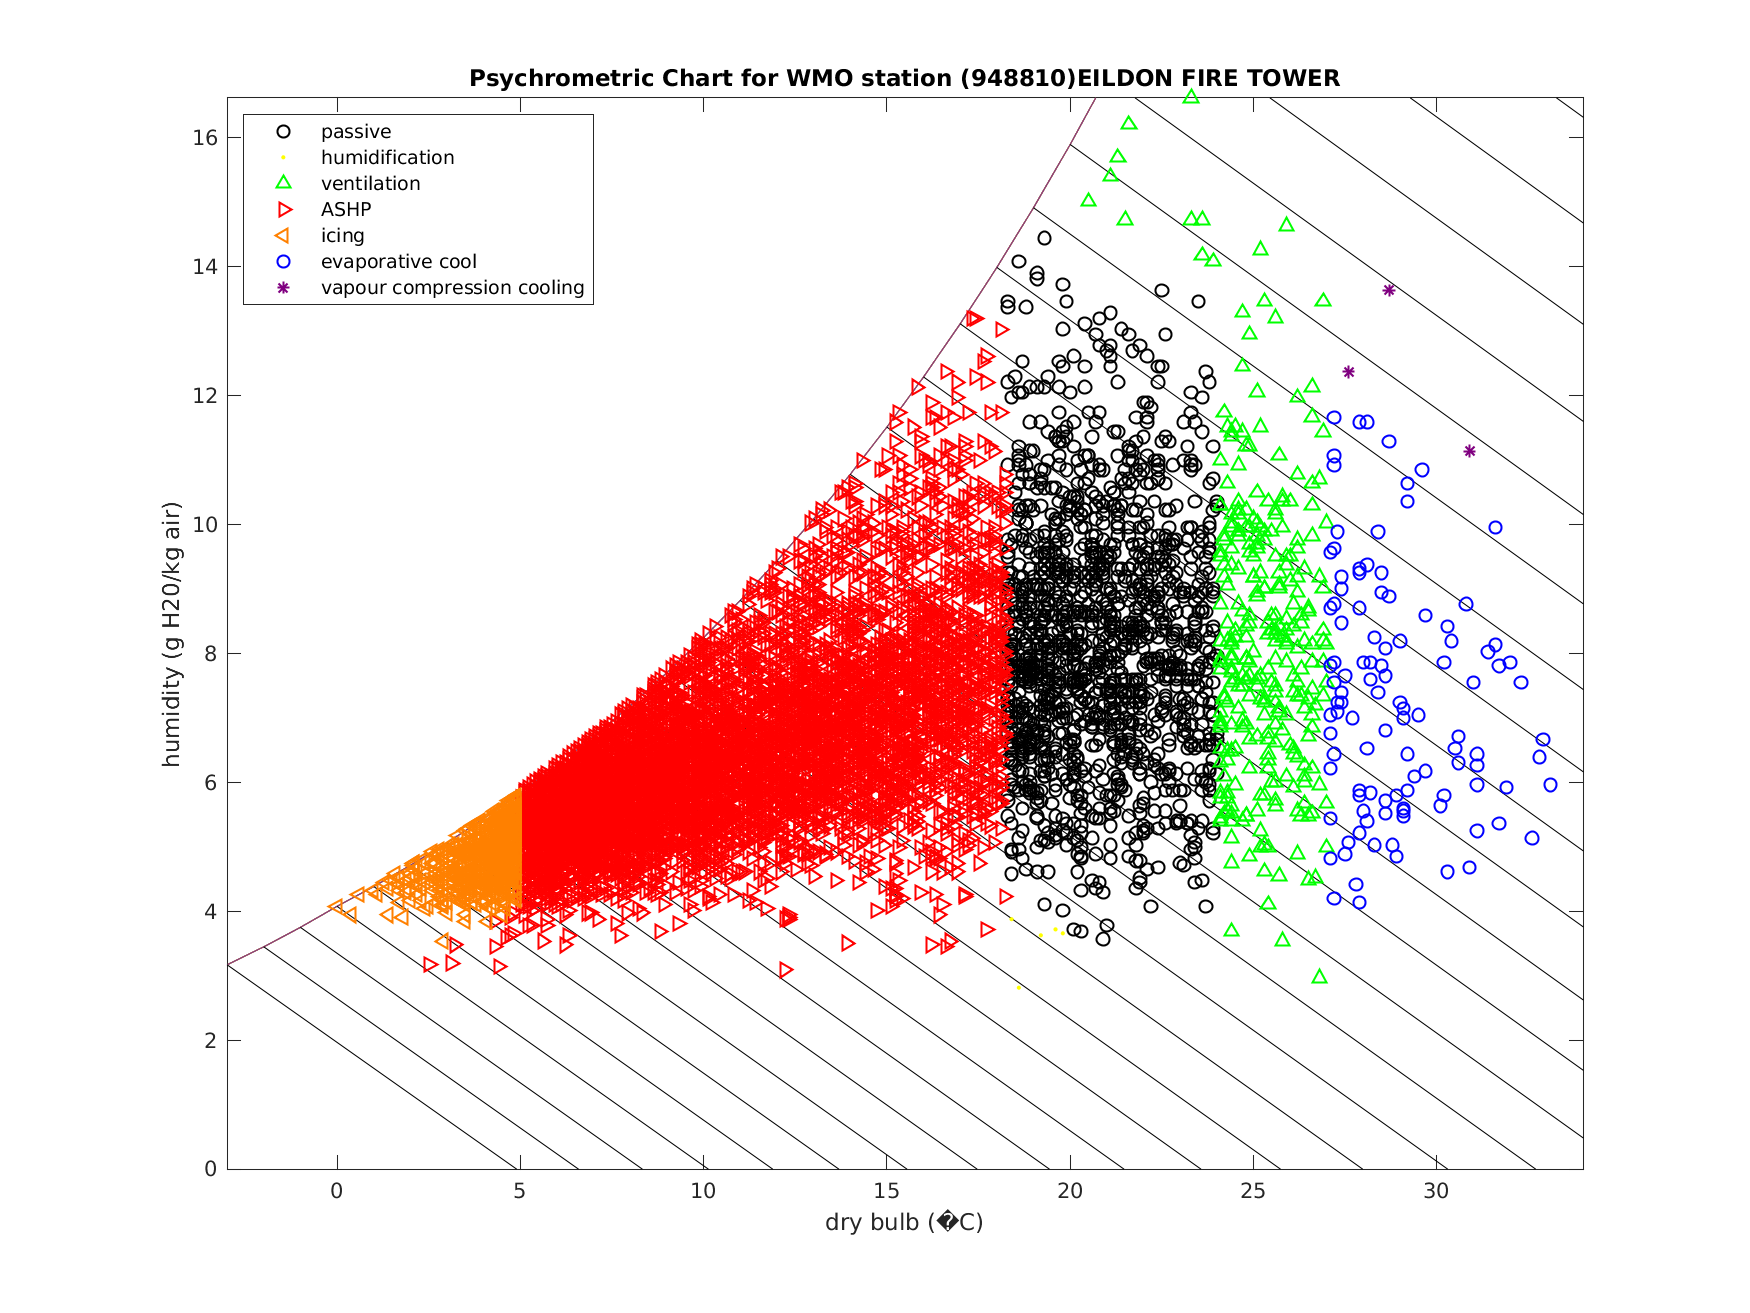 Psychrometric Chart for WMO station (948810)EILDON FIRE TOWER
passive
humidification
ventilation
ASHP
icing
evaporative cool
vapour compression cooling
humidity (g H20/kg air)
16
14
12
10
8
6
4
2
0
0 5 10 15 20 25 30
dry bulb (�C)